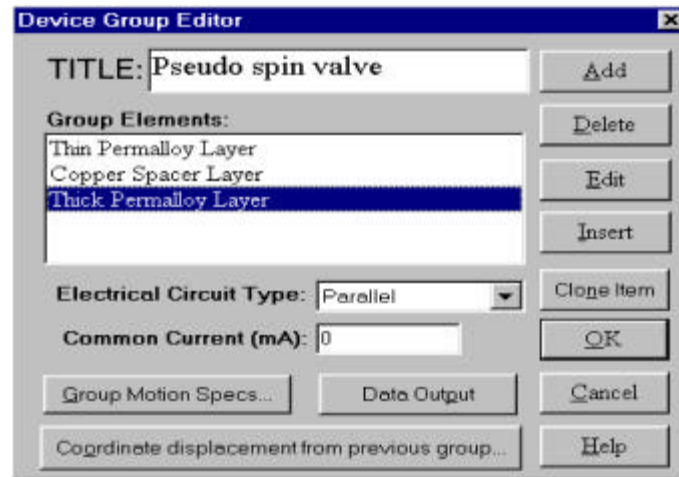 Device Group Editor
TITLE: Pseudo spin valve
Add
Group Elements:
Delete
Thin Permalloy Layer
Copper Spacer Layer
Thick Permalloy Layer
Edit
Insert
Electrical Circuit Type: Parallel
Clone Item
Common Current (mA): 0
OK
Group Motion Specs...
Data Output
Cancel
Coordinate displacement from previous group...
Help